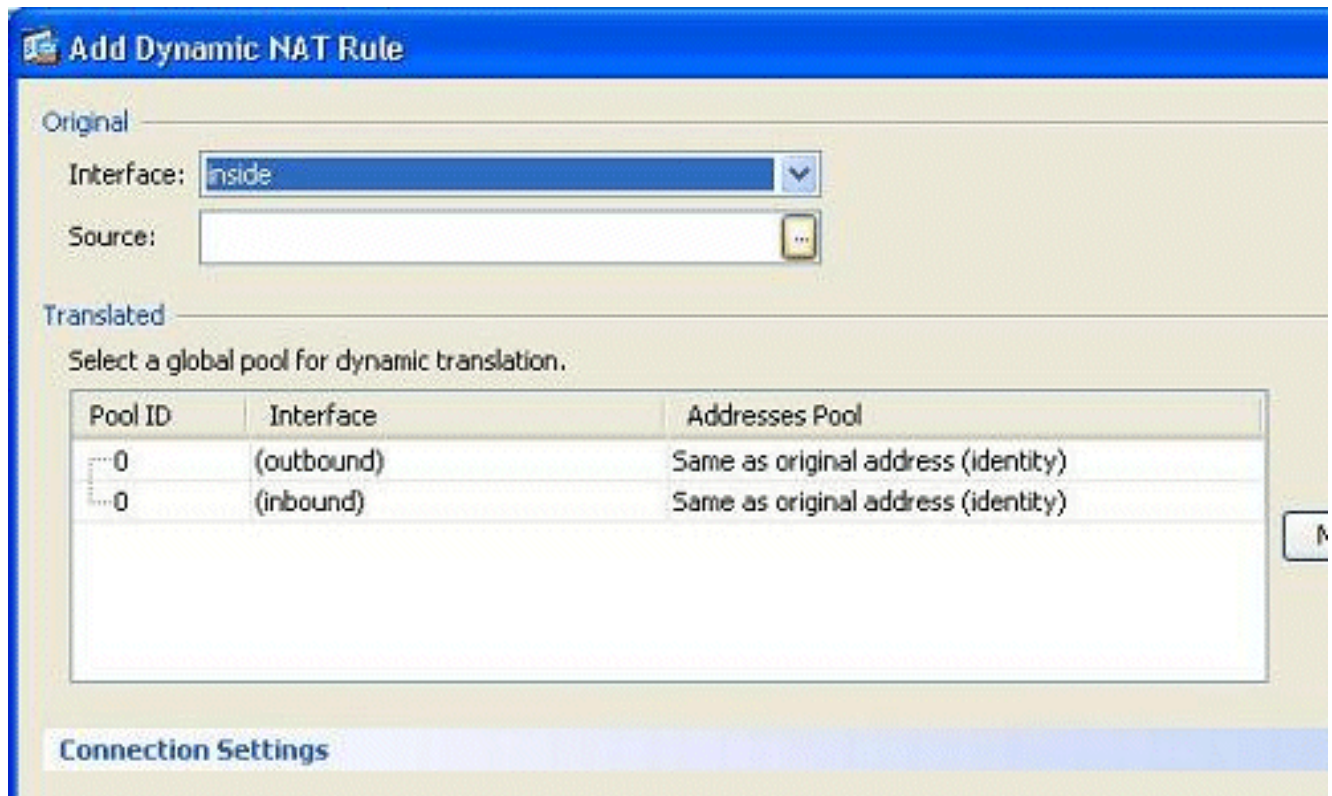 Add Dynamic NAT Rule
Original
Interface: inside
Source: ...
Translated
Select a global pool for dynamic translation.
Pool ID Interface Addresses Pool
0 (outbound) Same as original address (identity)
0 (inbound) Same as original address (identity)
M
Connection Settings